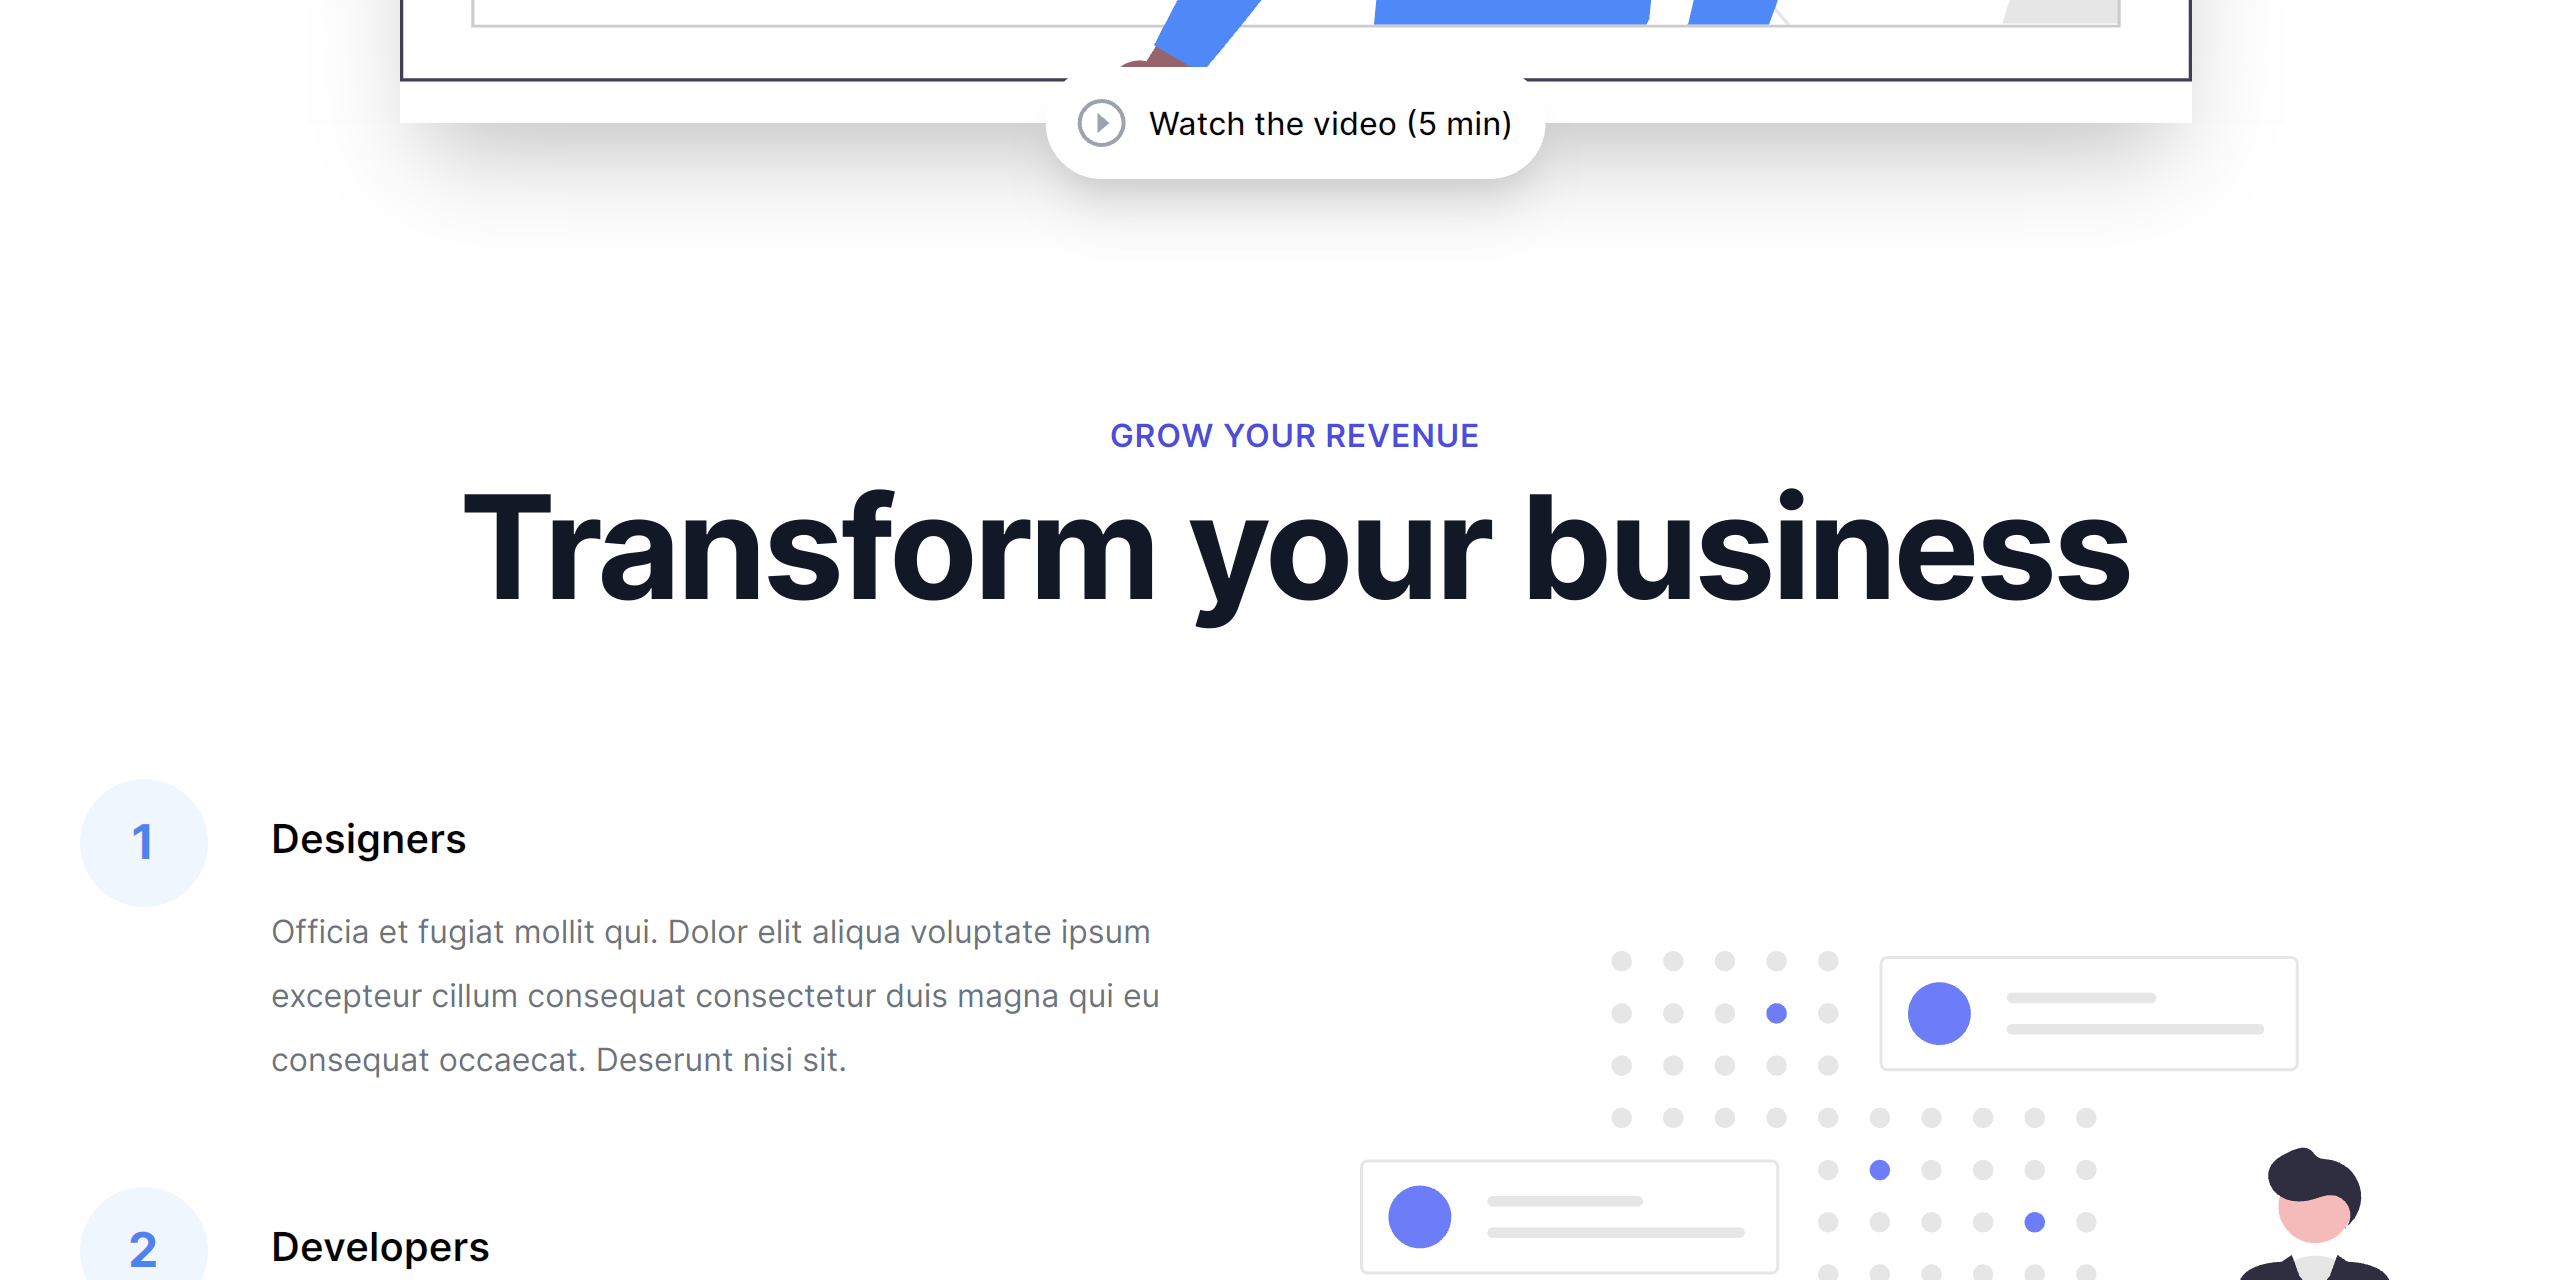 Watch the video (5 min)
GROW YOUR REVENUE
Transform your business
1
Designers
Officia et fugiat mollit qui. Dolor elit aliqua voluptate ipsum
excepteur cillum consequat consectetur duis magna qui eu
consequat occaecat. Deserunt nisi sit.
2
Developers